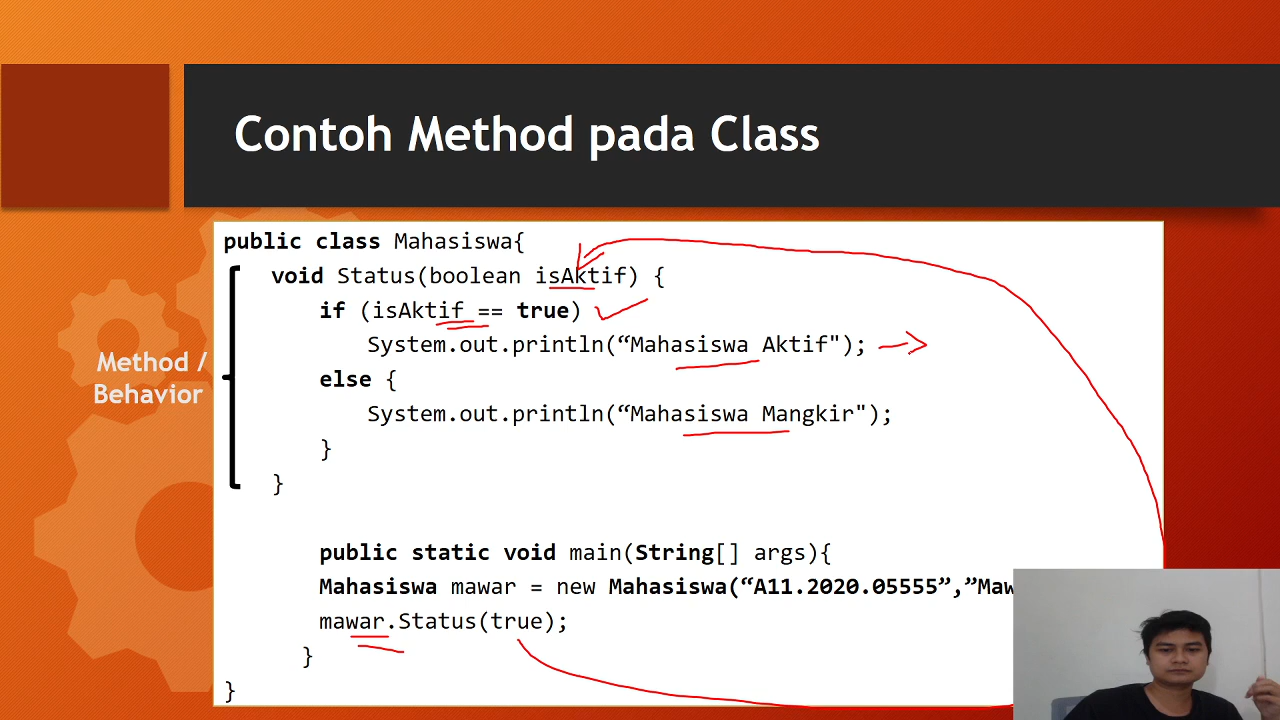 Contoh Method pada Class
public class Mahasiswa{
void Status(boolean isAktif) {
if (isAktif == true)
System.out.println(“Mahasiswa Aktif");
else {
System.out.println(“Mahasiswa Mangkir");
}
}
Method /
Behavior
public static void main(String[] args){
Mahasiswa mawar = new Mahasiswa(“A11.2020.05555”,”Maw
mawar.Status(true);
}
}